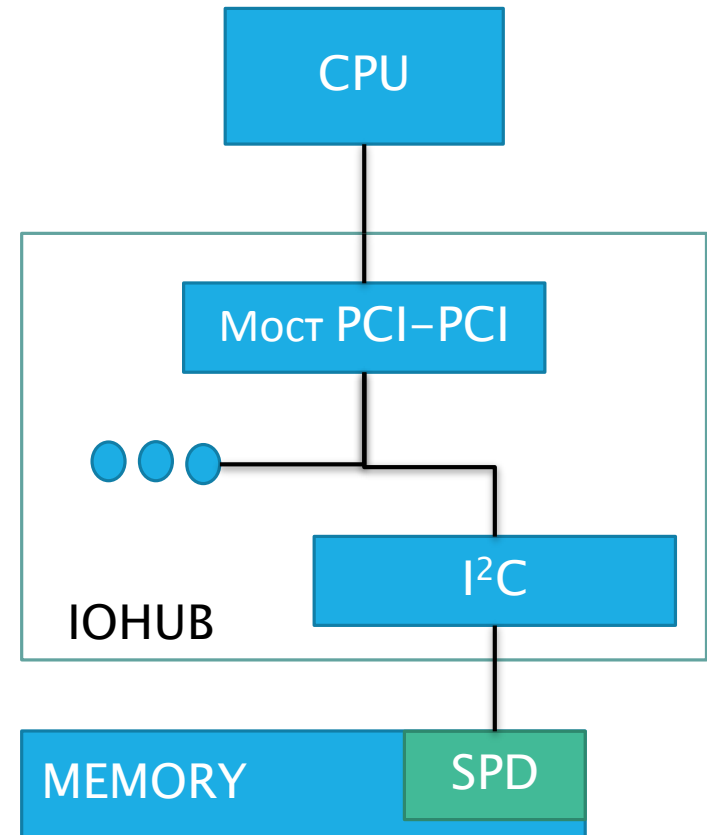 CPU
Мост PCI-PCI
I²C
IOHUB
MEMORY
SPD